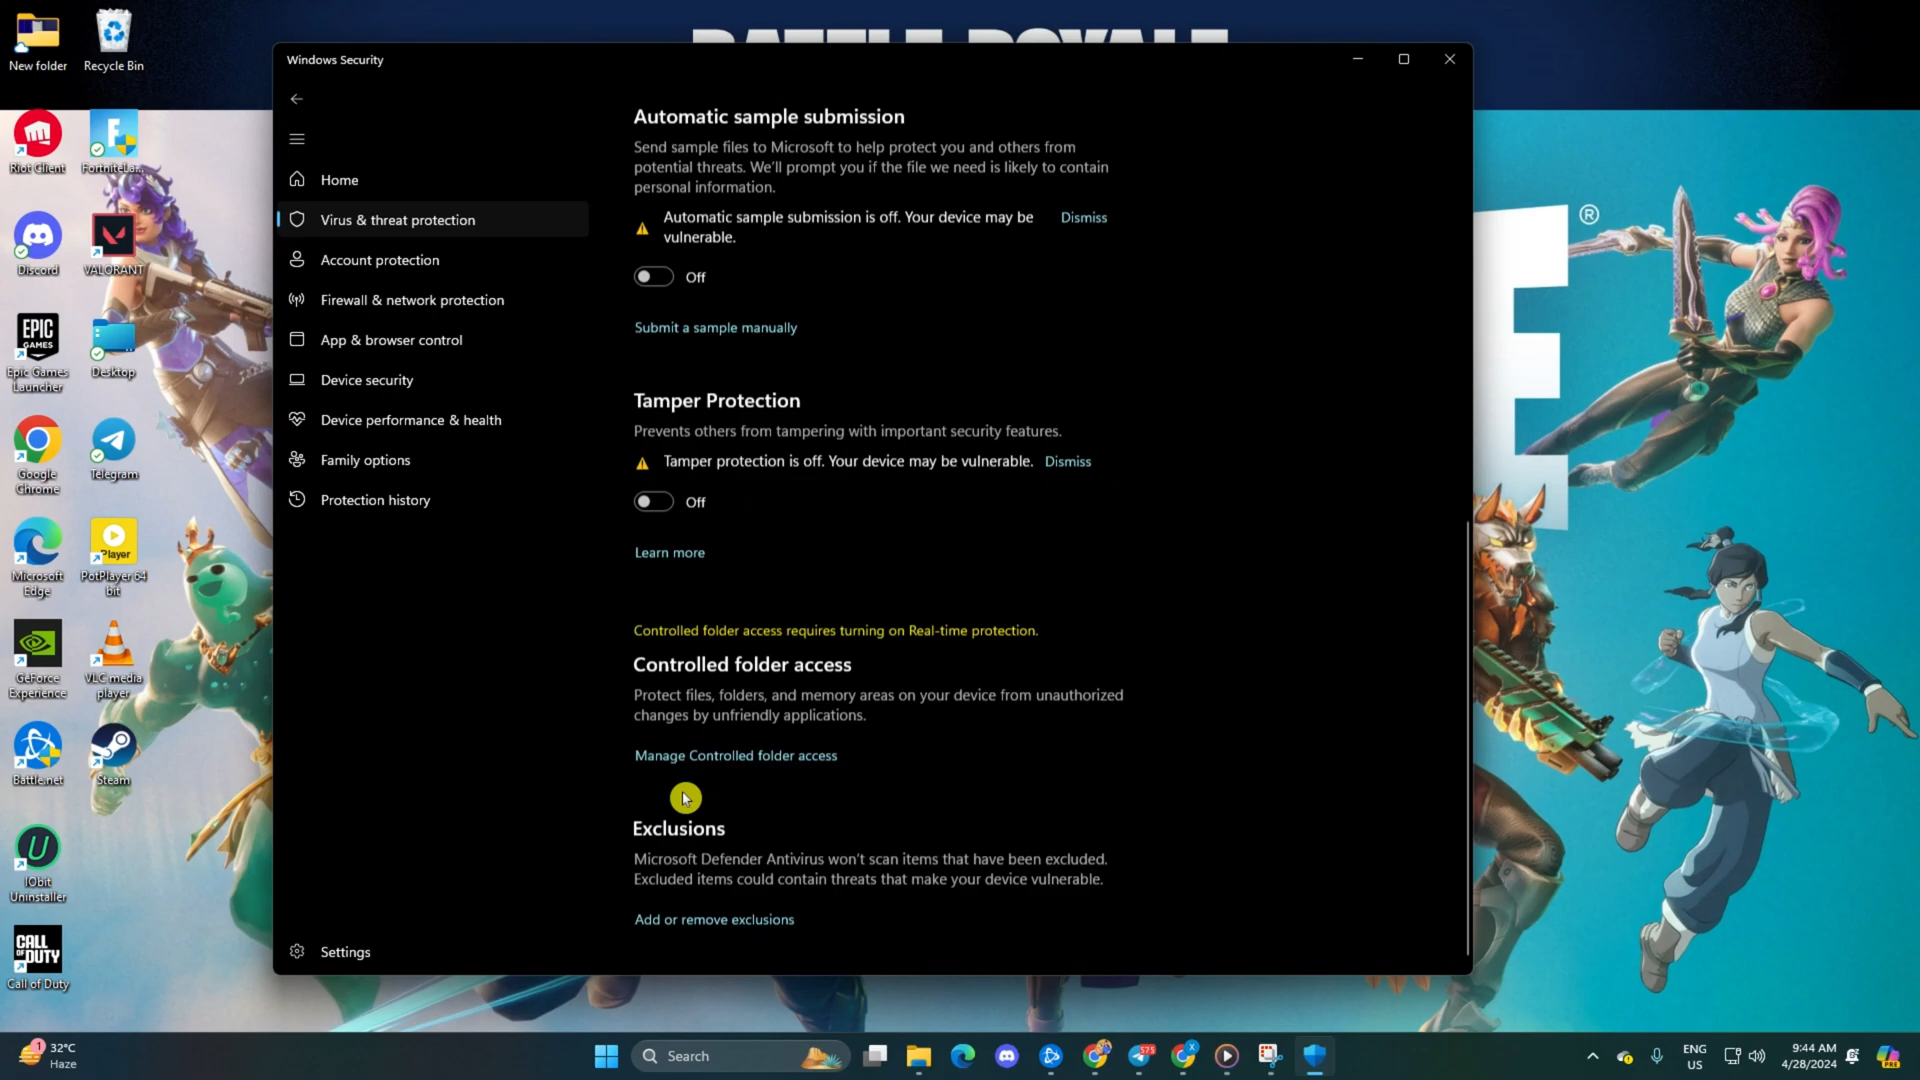 BATTLE ROYALE
New folder
Recycle Bin
Riot Client
FortniteLa...
Discord
VALORANT
EPIC
GAMES
Epic Games
Launcher
Desktop
Google
Chrome
Telegram
Microsoft
Edge
Player
PotPlayer 64
bit
GeForce
Experience
VLC media
player
Battle.net
Steam
IObit
Uninstaller
CALL
OF DUTY
Call of Duty
Windows Security
Home
Virus & threat protection
Account protection
Firewall & network protection
App & browser control
Device security
Device performance & health
Family options
Protection history
Settings
Automatic sample submission
Send sample files to Microsoft to help protect you and others from
potential threats. We'll prompt you if the file we need is likely to contain
personal information.
Automatic sample submission is off. Your device may be
vulnerable.
Dismiss
Off
Submit a sample manually
Tamper Protection
Prevents others from tampering with important security features.
Tamper protection is off. Your device may be vulnerable. Dismiss
Off
Learn more
Controlled folder access requires turning on Real-time protection.
Controlled folder access
Protect files, folders, and memory areas on your device from unauthorized
changes by unfriendly applications.
Manage Controlled folder access
Exclusions
Microsoft Defender Antivirus won't scan items that have been excluded.
Excluded items could contain threats that make your device vulnerable.
Add or remove exclusions
E
®
1
32°C
Haze
Search
575
X
ENG
US
9:44 AM
4/28/2024
PRE